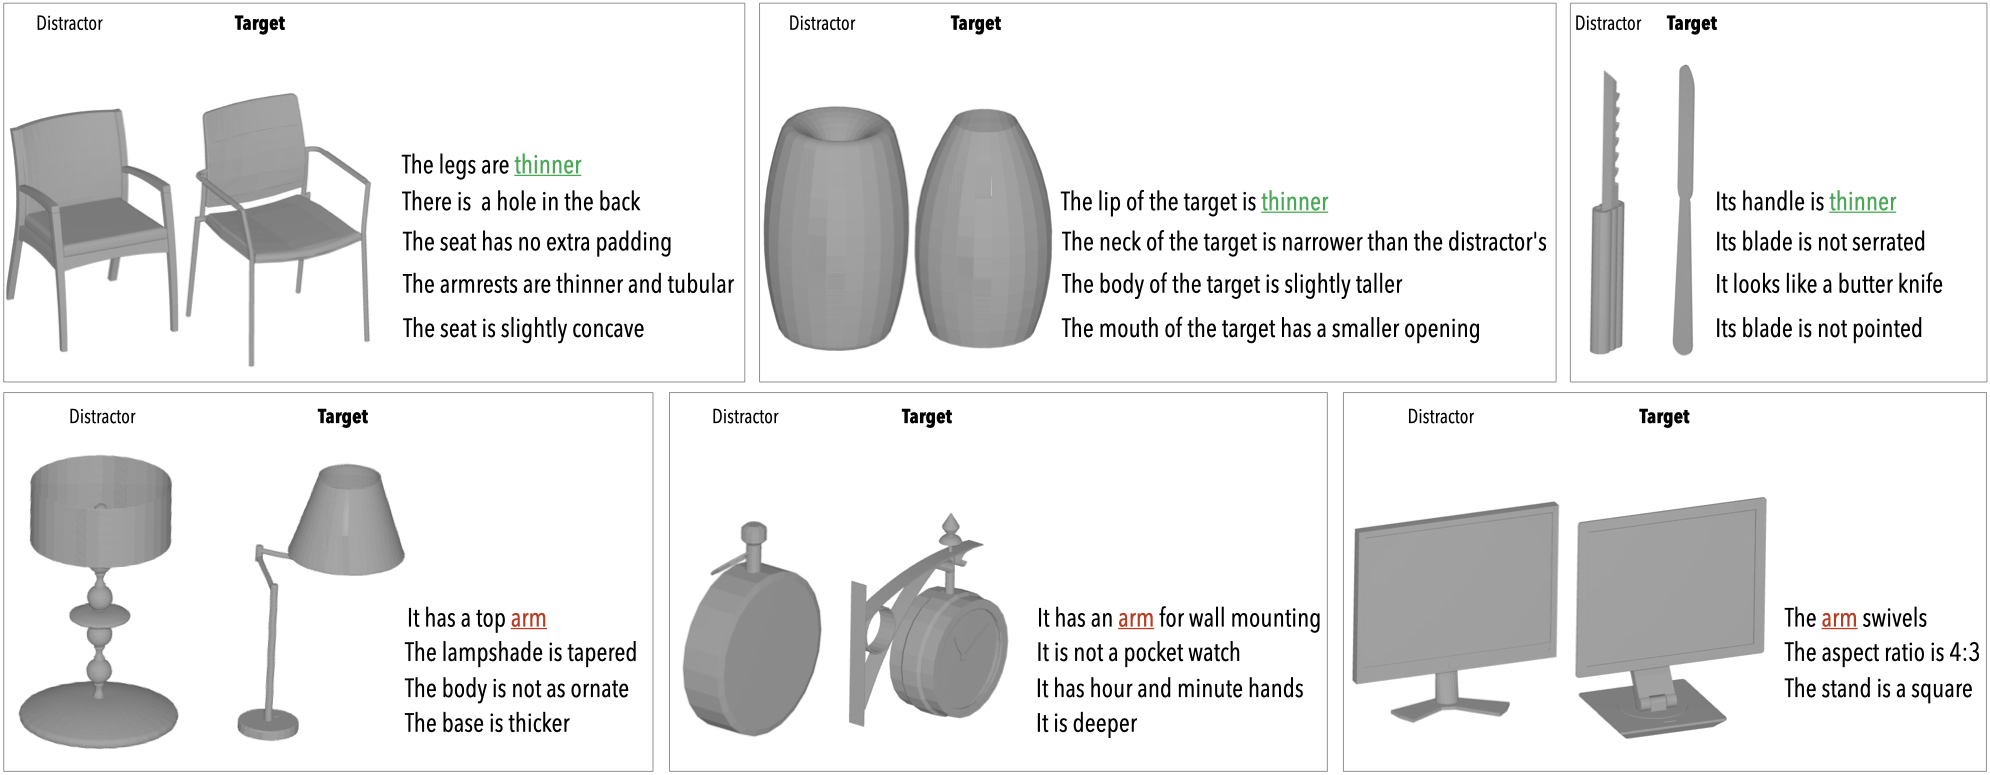 Distractor
Target
The legs are thinner
There is a hole in the back
The seat has no extra padding
The armrests are thinner and tubular
The seat is slightly concave
Distractor
Target
The lip of the target is thinner
The neck of the target is narrower than the distractor's
The body of the target is slightly taller
The mouth of the target has a smaller opening
Distractor
Target
Its handle is thinner
Its blade is not serrated
It looks like a butter knife
Its blade is not pointed
Distractor
Target
It has a top arm
The lampshade is tapered
The body is not as ornate
The base is thicker
Distractor
Target
It has an arm for wall mounting
It is not a pocket watch
It has hour and minute hands
It is deeper
Distractor
Target
The arm swivels
The aspect ratio is 4:3
The stand is a square